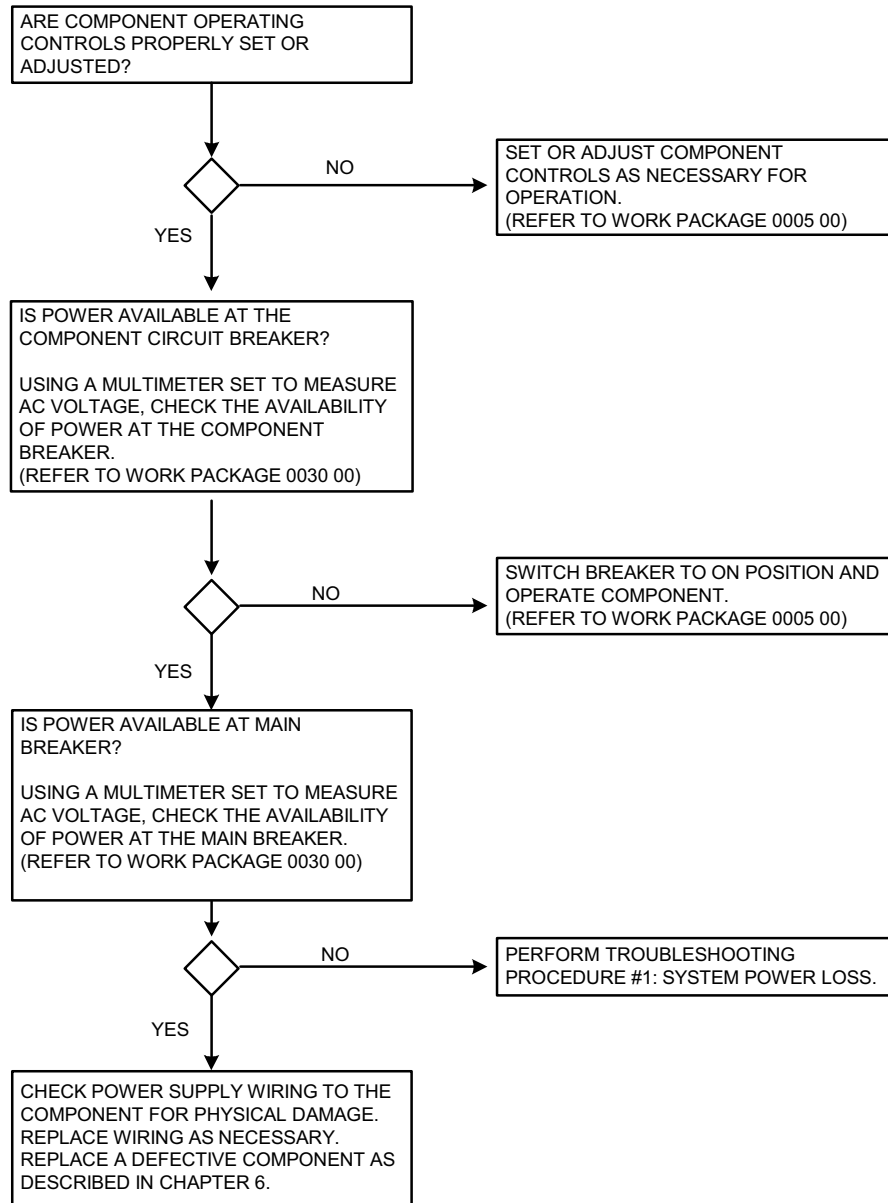 ARE COMPONENT OPERATING
CONTROLS PROPERLY SET OR
ADJUSTED?
NO
SET OR ADJUST COMPONENT
CONTROLS AS NECESSARY FOR
OPERATION.
(REFER TO WORK PACKAGE 0005 00)
YES
IS POWER AVAILABLE AT THE
COMPONENT CIRCUIT BREAKER?
USING A MULTIMETER SET TO MEASURE
AC VOLTAGE, CHECK THE AVAILABILITY
OF POWER AT THE COMPONENT
BREAKER.
(REFER TO WORK PACKAGE 0030 00)
NO
SWITCH BREAKER TO ON POSITION AND
OPERATE COMPONENT.
(REFER TO WORK PACKAGE 0005 00)
YES
IS POWER AVAILABLE AT MAIN
BREAKER?
USING A MULTIMETER SET TO MEASURE
AC VOLTAGE, CHECK THE AVAILABILITY
OF POWER AT THE MAIN BREAKER.
(REFER TO WORK PACKAGE 0030 00)
NO
PERFORM TROUBLESHOOTING
PROCEDURE #1: SYSTEM POWER LOSS.
YES
CHECK POWER SUPPLY WIRING TO THE
COMPONENT FOR PHYSICAL DAMAGE.
REPLACE WIRING AS NECESSARY.
REPLACE A DEFECTIVE COMPONENT AS
DESCRIBED IN CHAPTER 6.